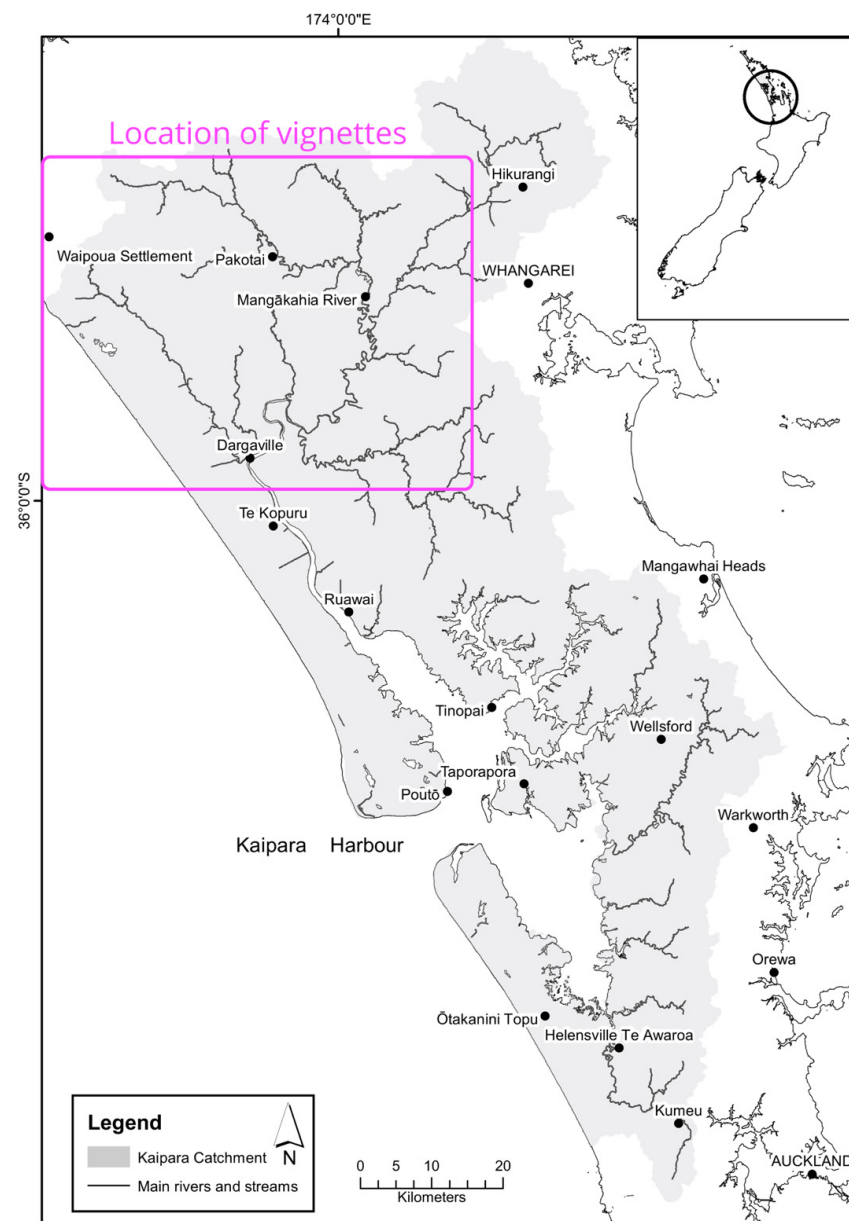 174°0'0"E
Location of vignettes
Hikurangi
Waipoua Settlement
Pakotai
WHANGAREI
Mangākahia River
Dargaville
36°0'0"S
Te Kopuru
Mangawhai Heads
Ruawai
Tinopai
Wellsford
Taporapora
Poutō
Warkworth
Kaipara Harbour
Orewa
Ōtakanini Topu
Helensville Te Awaroa
Kumeu
AUCKLAND
Legend
Kaipara Catchment
Main rivers and streams
N
0 5 10 20
Kilometers